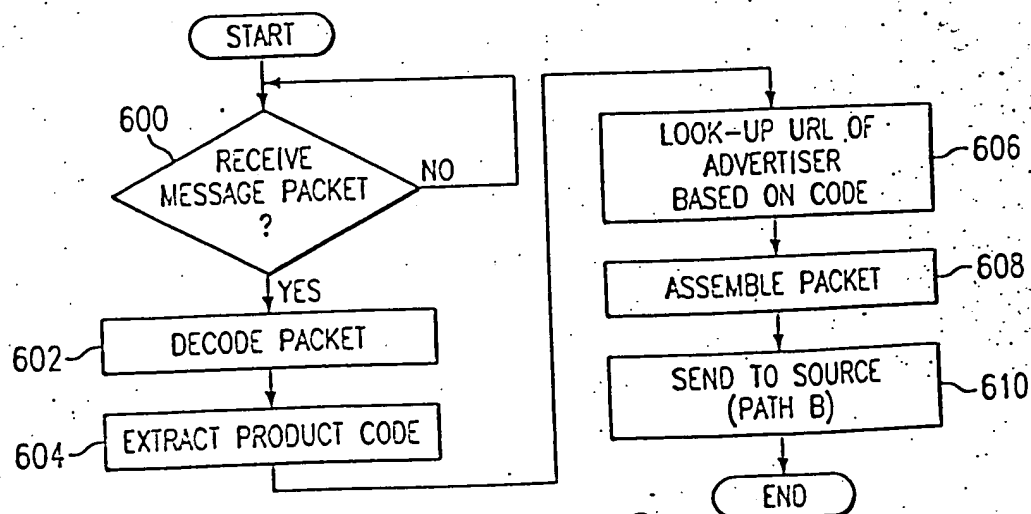 START
600
RECEIVE
MESSAGE PACKET
?
NO
YES
602
DECODE PACKET
604
EXTRACT PRODUCT CODE
LOOK-UP URL OF
ADVERTISER
BASED ON CODE
606
ASSEMBLE PACKET
608
SEND TO SOURCE
(PATH B)
610
END